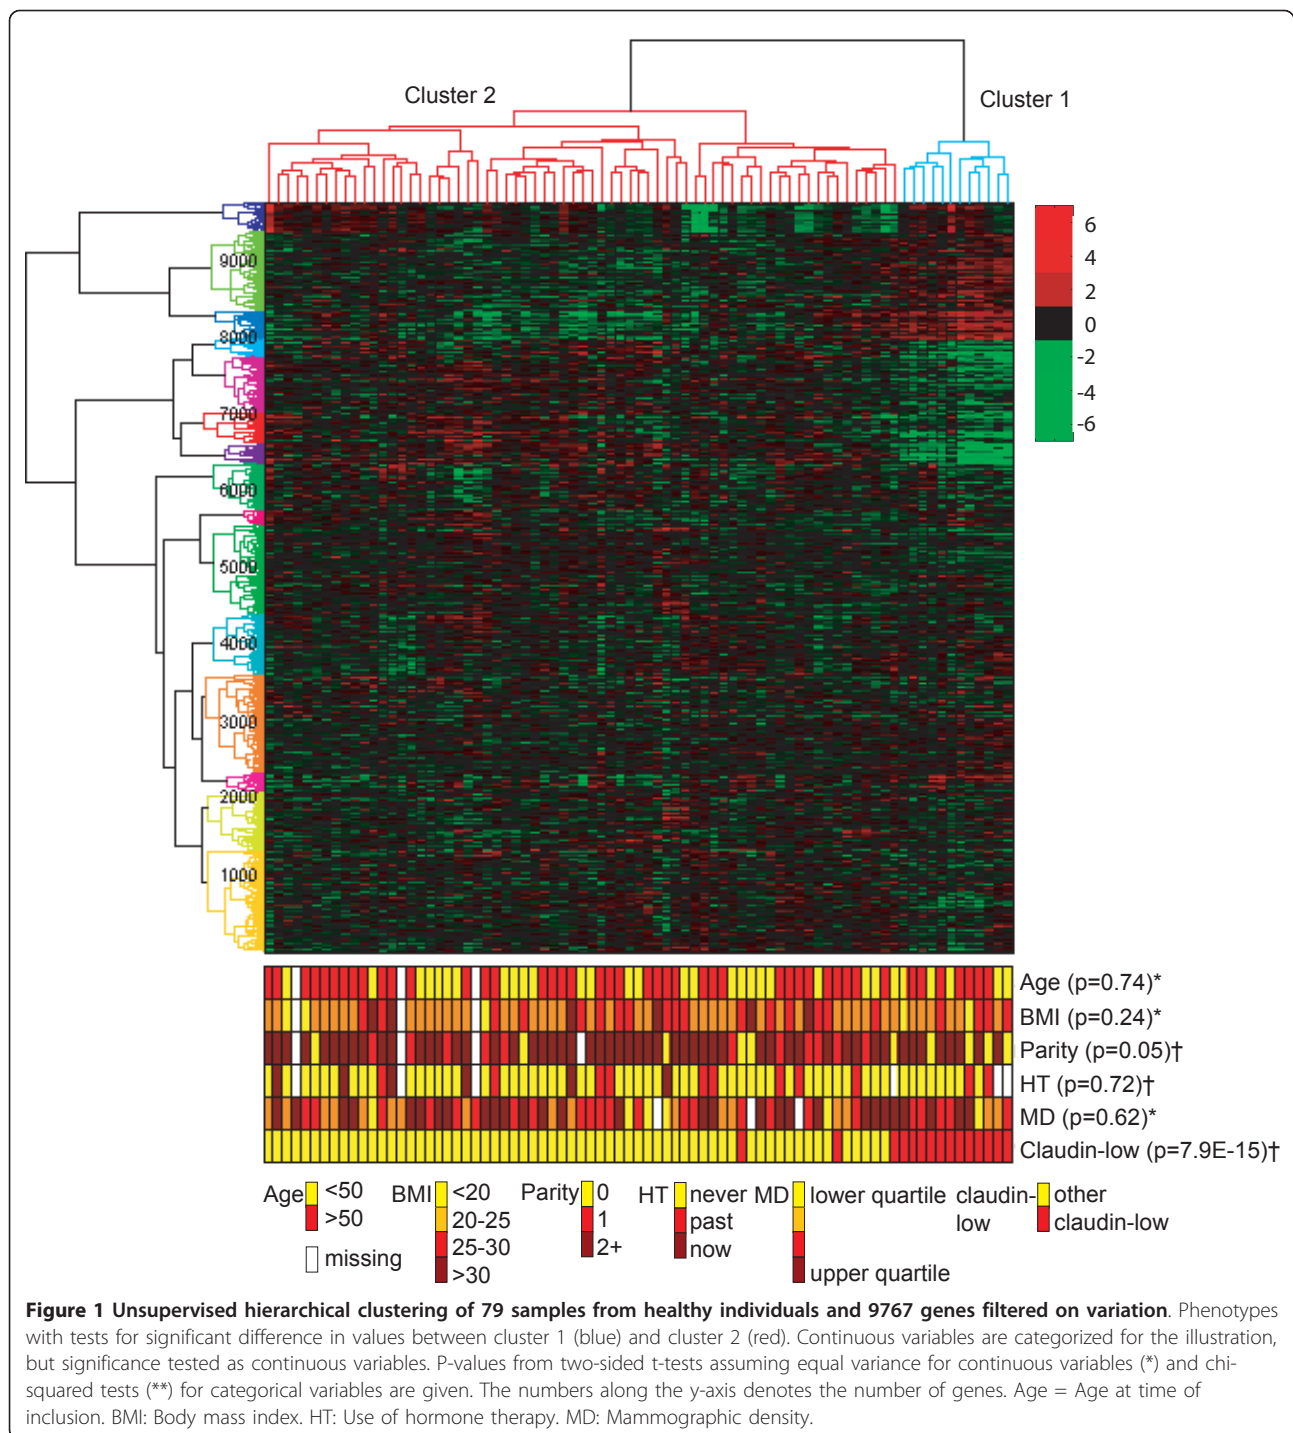 Cluster 2
Cluster 1
6
4
2
0
-2
-4
-6
9000
8000
7000
6000
5000
4000
3000
2000
1000
Age (p=0.74)*
BMI (p=0.24)*
Parity (p=0.05)†
HT (p=0.72)†
MD (p=0.62)*
Claudin-low (p=7.9E-15)†
Age <50
>50
missing
BMI <20
20-25
25-30
>30
Parity 0
1
2+
HT never
past
now
MD lower quartile
upper quartile
claudin-
low
other
claudin-low
Figure 1 Unsupervised hierarchical clustering of 79 samples from healthy individuals and 9767 genes filtered on variation. Phenotypes
with tests for significant difference in values between cluster 1 (blue) and cluster 2 (red). Continuous variables are categorized for the illustration,
but significance tested as continuous variables. P-values from two-sided t-tests assuming equal variance for continuous variables (*) and chi-
squared tests (**) for categorical variables are given. The numbers along the y-axis denotes the number of genes. Age = Age at time of
inclusion. BMI: Body mass index. HT: Use of hormone therapy. MD: Mammographic density.